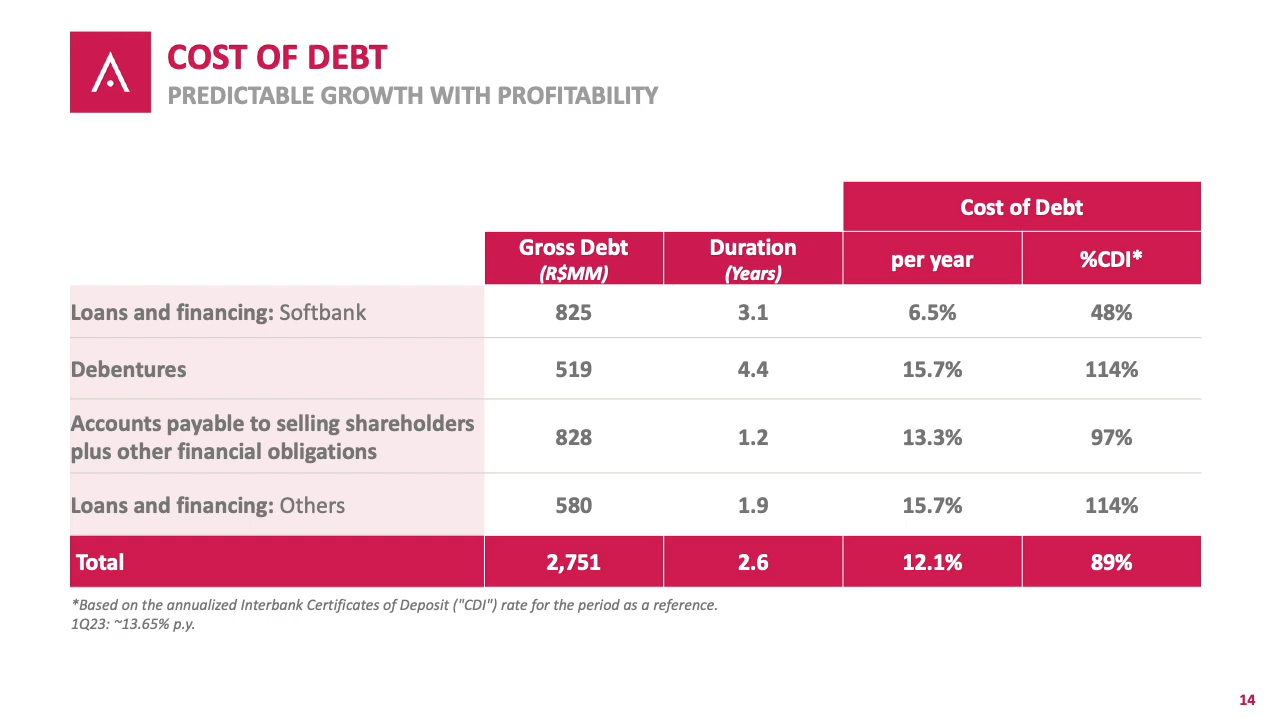 COST OF DEBT
PREDICTABLE GROWTH WITH PROFITABILITY
Cost of Debt
Gross Debt (R$MM) Duration (Years) per year %CDI*
Loans and financing: Softbank 825 3.1 6.5% 48%
Debentures 519 4.4 15.7% 114%
Accounts payable to selling shareholders
plus other financial obligations 828 1.2 13.3% 97%
Loans and financing: Others 580 1.9 15.7% 114%
Total 2,751 2.6 12.1% 89%
*Based on the annualized Interbank Certificates of Deposit ("CDI") rate for the period as a reference.
1Q23: ~13.65% p.y.
14